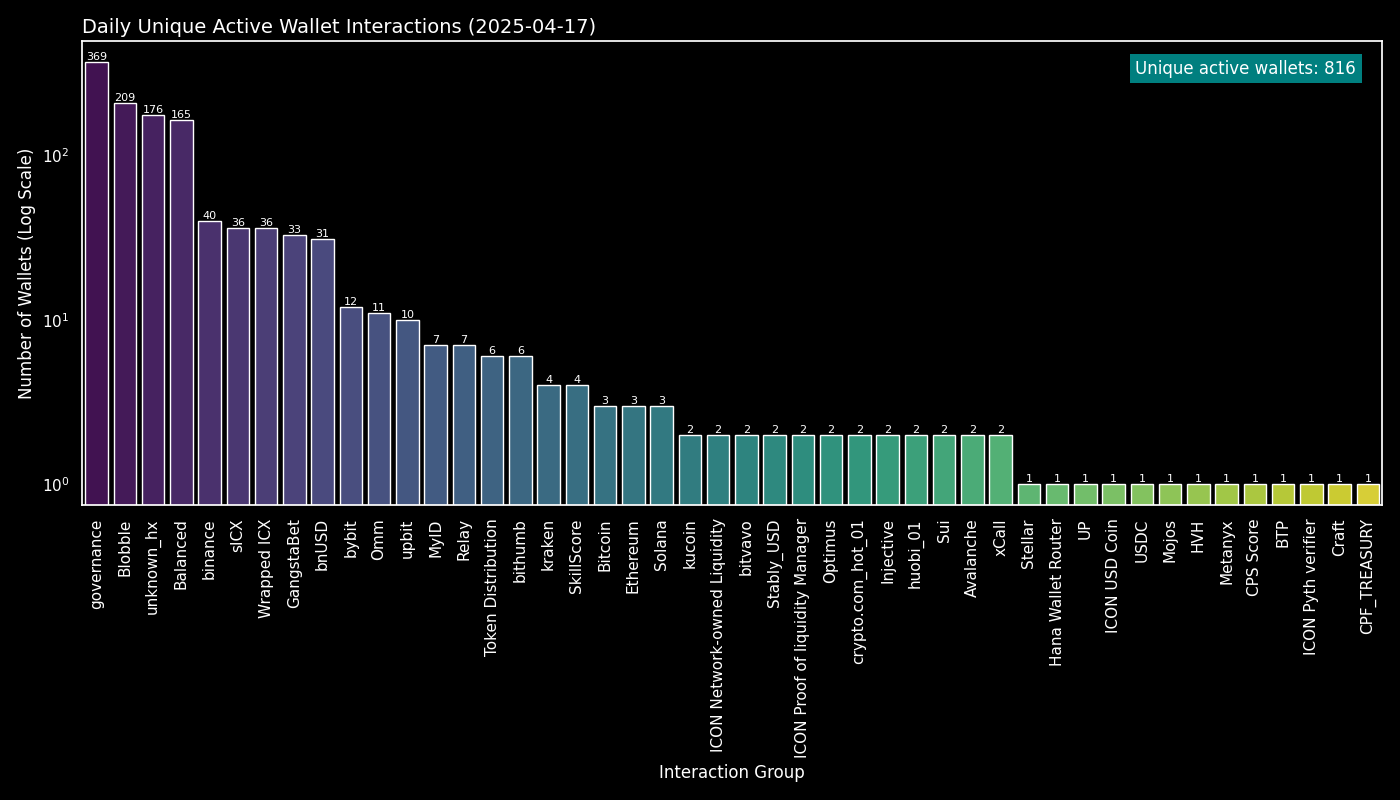 Daily Unique Active Wallet Interactions (2025-04-17)
Unique active wallets: 816
Number of Wallets (Log Scale)
10²
10¹
10⁰
369
209
176
165
40
36
36
33
31
12
11
10
7
7
6
6
4
4
3
3
3
2
2
2
2
2
2
2
2
2
2
2
2
1
1
1
1
1
1
1
1
1
1
1
1
1
governance
Blobble
unknown_hx
Balanced
binance
sICX
Wrapped ICX
GangstaBet
bnUSD
bybit
Omm
upbit
MyID
Relay
Token Distribution
bithumb
kraken
SkillScore
Bitcoin
Ethereum
Solana
kucoin
ICON Network-owned Liquidity
bitvavo
Stably_USD
ICON Proof of liquidity Manager
Optimus
crypto.com_hot_01
Injective
huobi_01
Sui
Avalanche
xCall
Stellar
Hana Wallet Router
UP
ICON USD Coin
USDC
Mojos
HVH
Metanyx
CPS Score
BTP
ICON Pyth verifier
Craft
CPF_TREASURY
Interaction Group